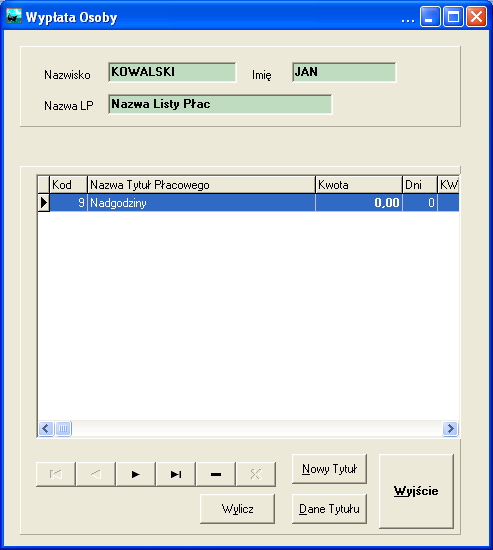 Wypłata Osoby ...
Nazwisko KOWALSKI Imię JAN
Nazwa LP Nazwa Listy Płac
Kod Nazwa Tytuł Płacowego Kwota Dni KW
9 Nadgodziny 0,00 0
Nowy Tytuł
Wyjście
Wylicz Dane Tytułu